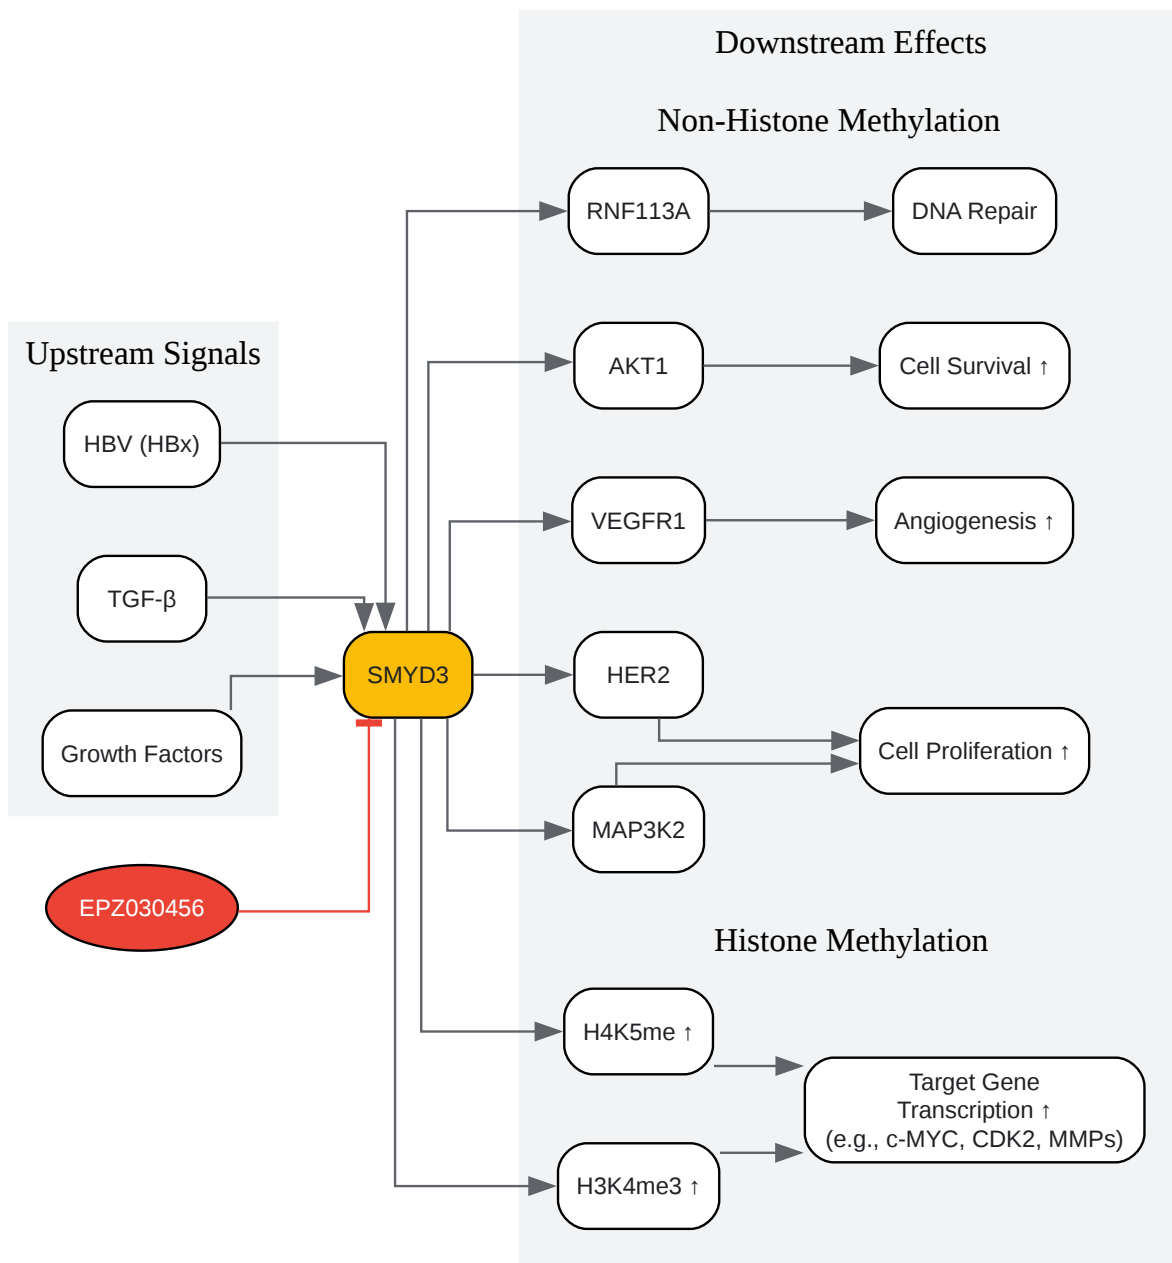 Downstream Effects
Non-Histone Methylation
RNF113A
DNA Repair
Upstream Signals
AKT1
Cell Survival ↑
HBV (HBx)
VEGFR1
Angiogenesis ↑
TGF-β
SMYD3
HER2
Growth Factors
Cell Proliferation ↑
MAP3K2
EPZ030456
Histone Methylation
H4K5me ↑
Target Gene
Transcription ↑
(e.g., c-MYC, CDK2, MMPs)
H3K4me3 ↑